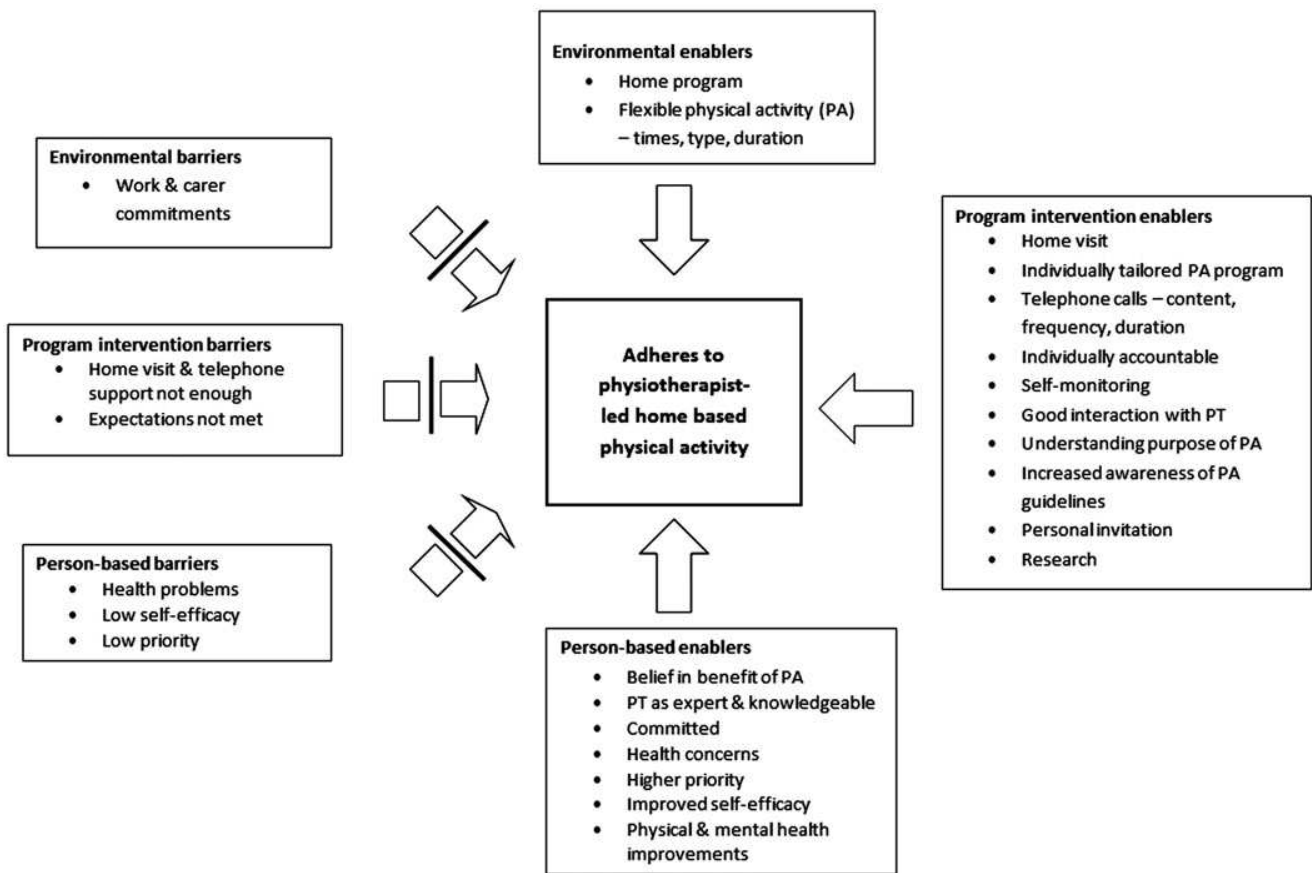 Environmental enablers
• Home program
• Flexible physical activity (PA)
– times, type, duration
Environmental barriers
• Work & carer
commitments
Program intervention barriers
• Home visit & telephone
support not enough
• Expectations not met
Person-based barriers
• Health problems
• Low self-efficacy
• Low priority
Adheres to
physiotherapist-
led home based
physical activity
Program intervention enablers
• Home visit
• Individually tailored PA program
• Telephone calls – content,
frequency, duration
• Individually accountable
• Self-monitoring
• Good interaction with PT
• Understanding purpose of PA
• Increased awareness of PA
guidelines
• Personal invitation
• Research
Person-based enablers
• Belief in benefit of PA
• PT as expert & knowledgeable
• Committed
• Health concerns
• Higher priority
• Improved self-efficacy
• Physical & mental health
improvements